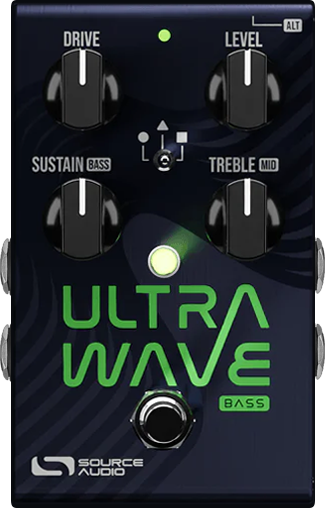 ALT
DRIVE
LEVEL
SUSTAIN BASS
TREBLE MID
ULTRA
WAVE
BASS
SOURCE
AUDIO